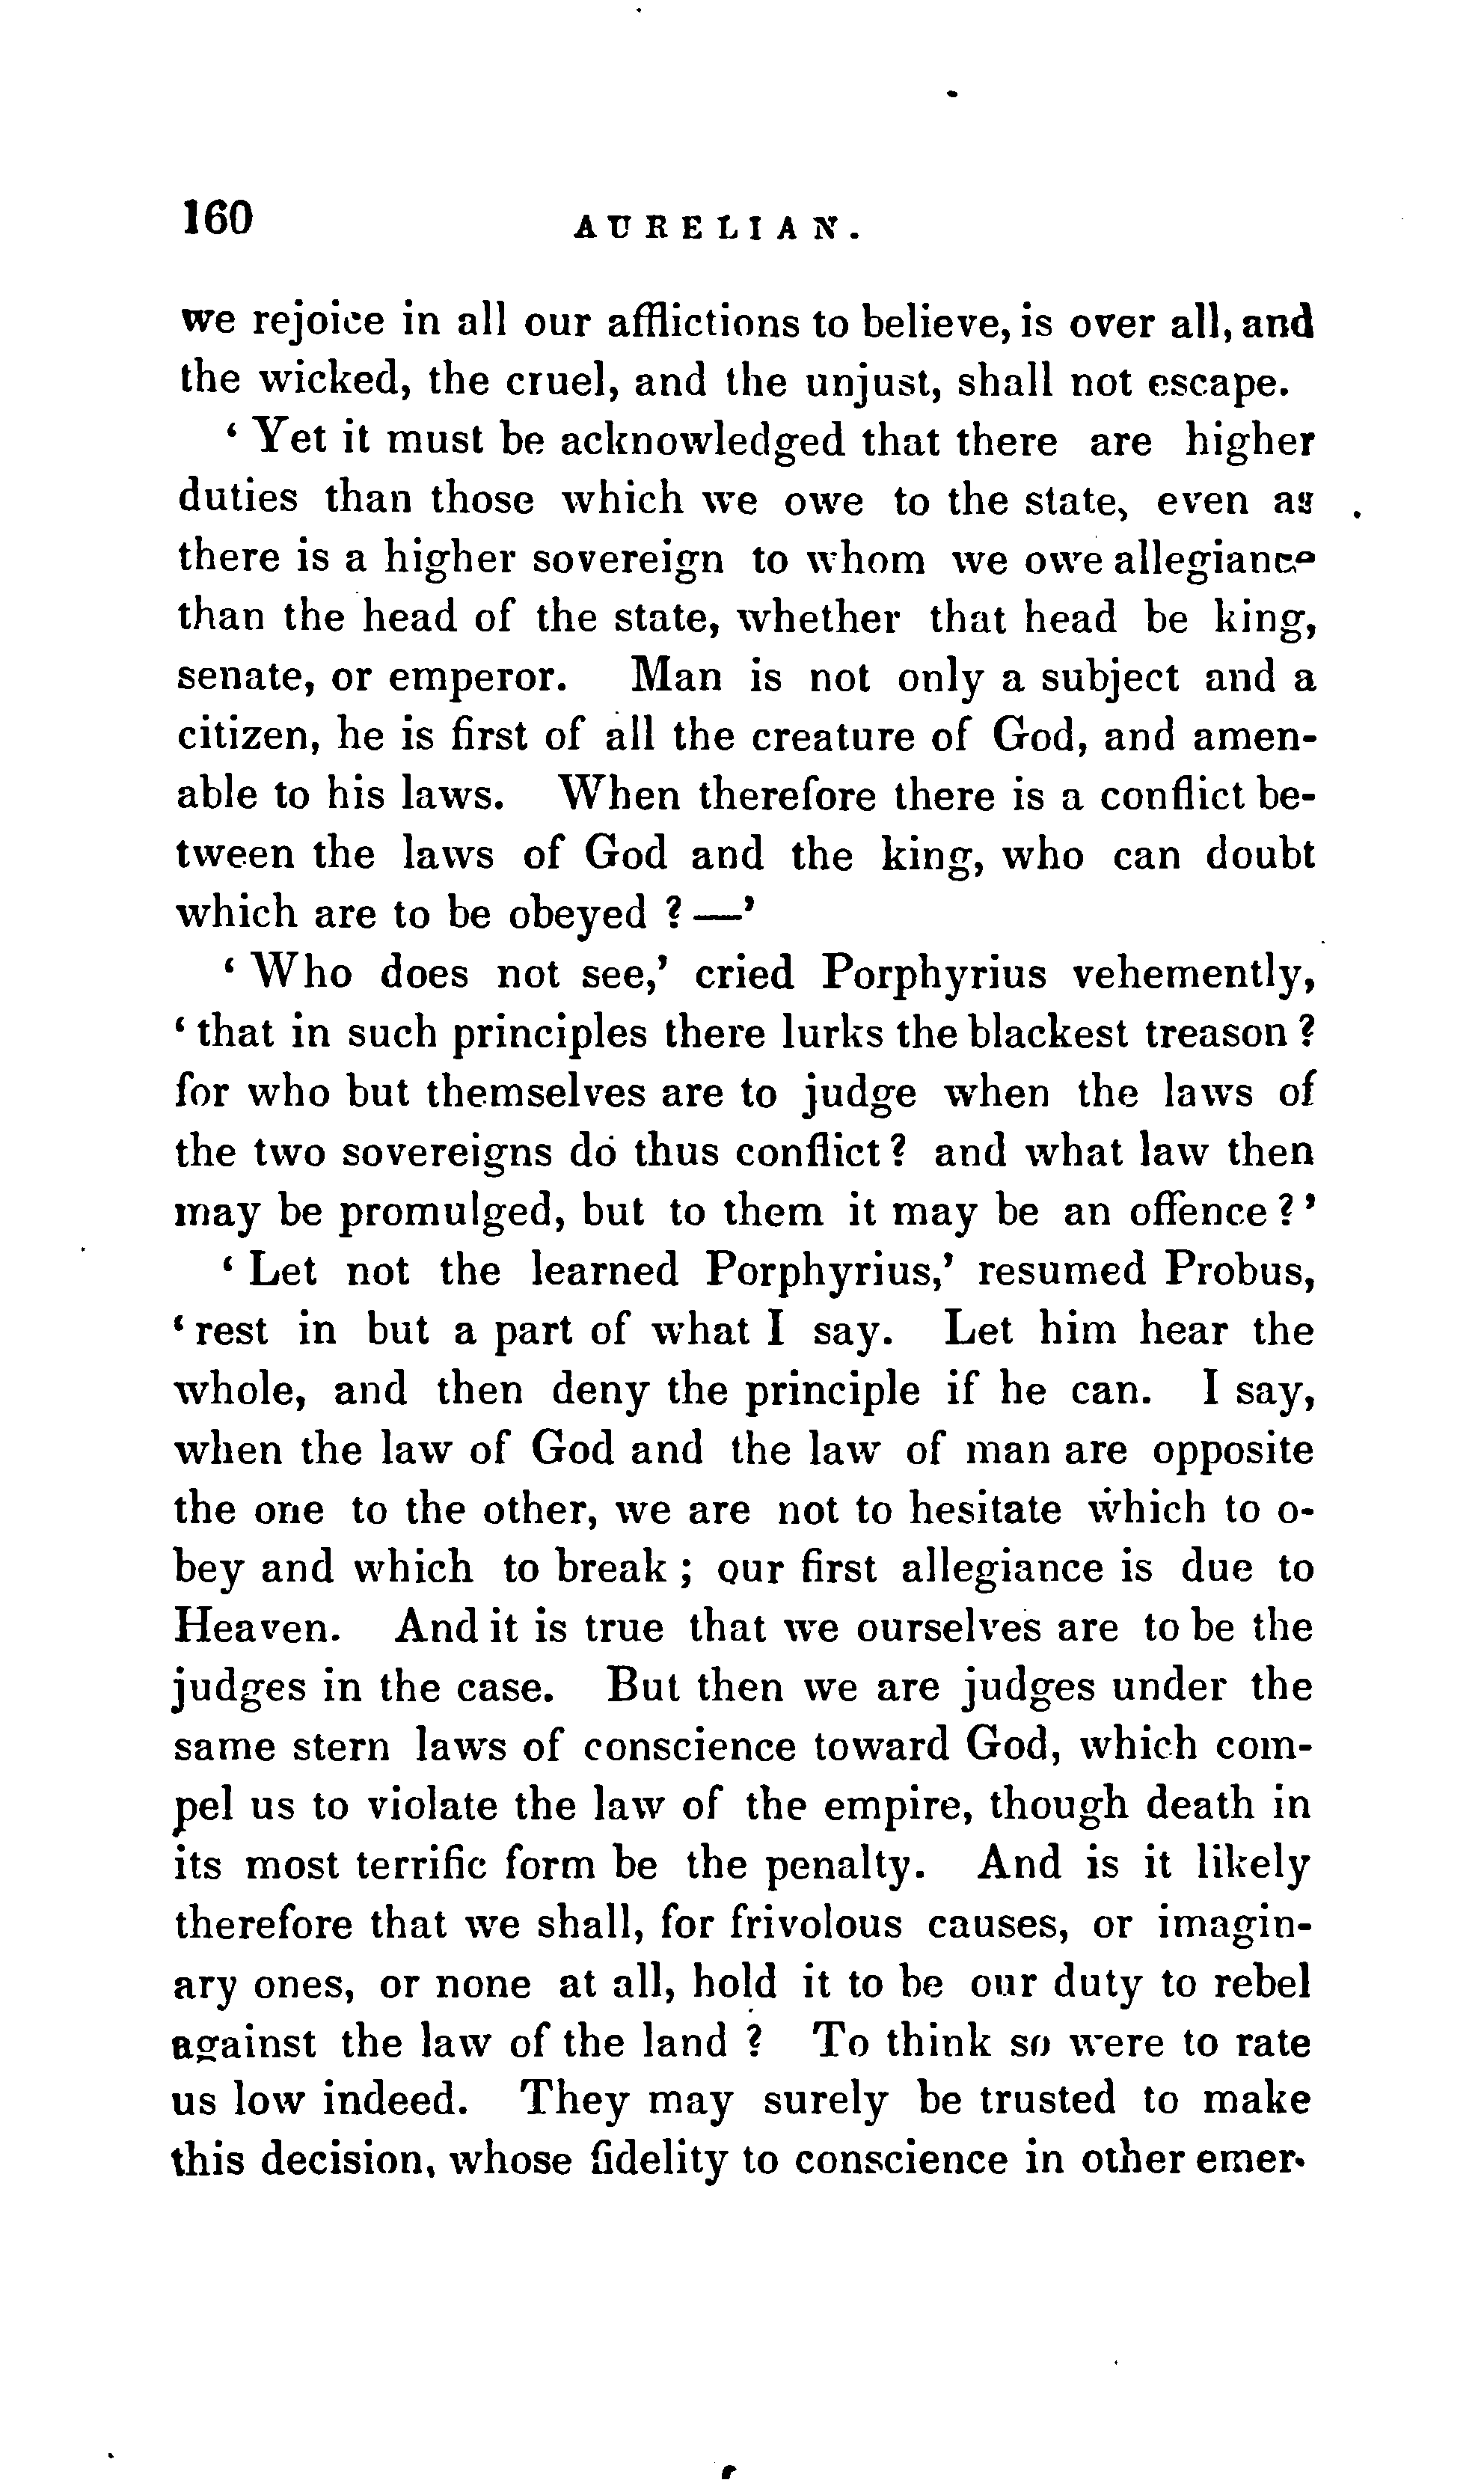 160
AURELIAN.
we rejoice in all our afflictions to believe, is over all, and
the wicked, the cruel, and the unjust, shall not escape.
‘ Yet it must be acknowledged that there are higher
duties than those which we owe to the state, even as
there is a higher sovereign to whom we owe allegiance
than the head of the state, whether that head be king,
senate, or emperor. Man is not only a subject and a
citizen, he is first of all the creature of God, and amen-
able to his laws. When therefore there is a conflict be-
tween the laws of God and the king, who can doubt
which are to be obeyed ? —’
‘ Who does not see,’ cried Porphyrius vehemently,
‘ that in such principles there lurks the blackest treason ?
for who but themselves are to judge when the laws of
the two sovereigns do thus conflict ? and what law then
may be promulged, but to them it may be an offence ? ’
‘ Let not the learned Porphyrius,’ resumed Probus,
‘ rest in but a part of what I say. Let him hear the
whole, and then deny the principle if he can. I say,
when the law of God and the law of man are opposite
the one to the other, we are not to hesitate which to o-
bey and which to break ; our first allegiance is due to
Heaven. And it is true that we ourselves are to be the
judges in the case. But then we are judges under the
same stern laws of conscience toward God, which com-
pel us to violate the law of the empire, though death in
its most terrific form be the penalty. And is it likely
therefore that we shall, for frivolous causes, or imagin-
ary ones, or none at all, hold it to be our duty to rebel
against the law of the land ? To think so were to rate
us low indeed. They may surely be trusted to make
this decision, whose fidelity to conscience in other emer-